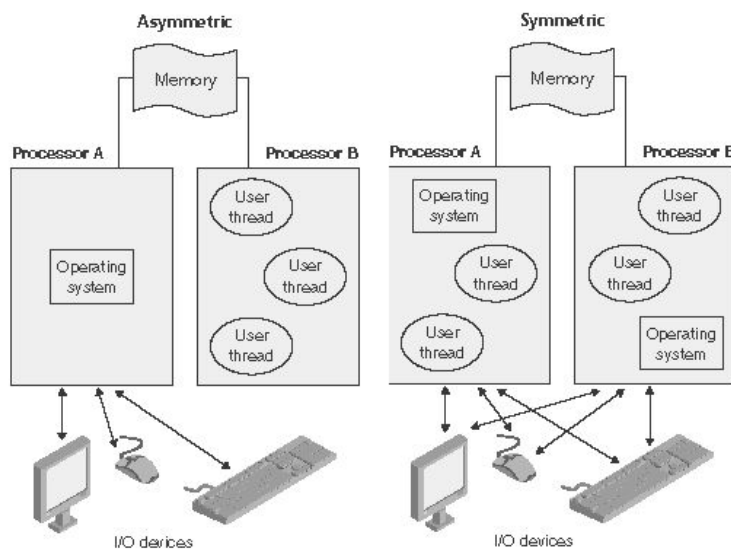 Asymmetric
Memory
Processor A
Processor B
User
thread
User
thread
User
thread
Operating
system
I/O devices
Symmetric
Memory
Processor A
Processor B
Operating
system
User
thread
User
thread
User
thread
User
thread
Operating
system
I/O devices